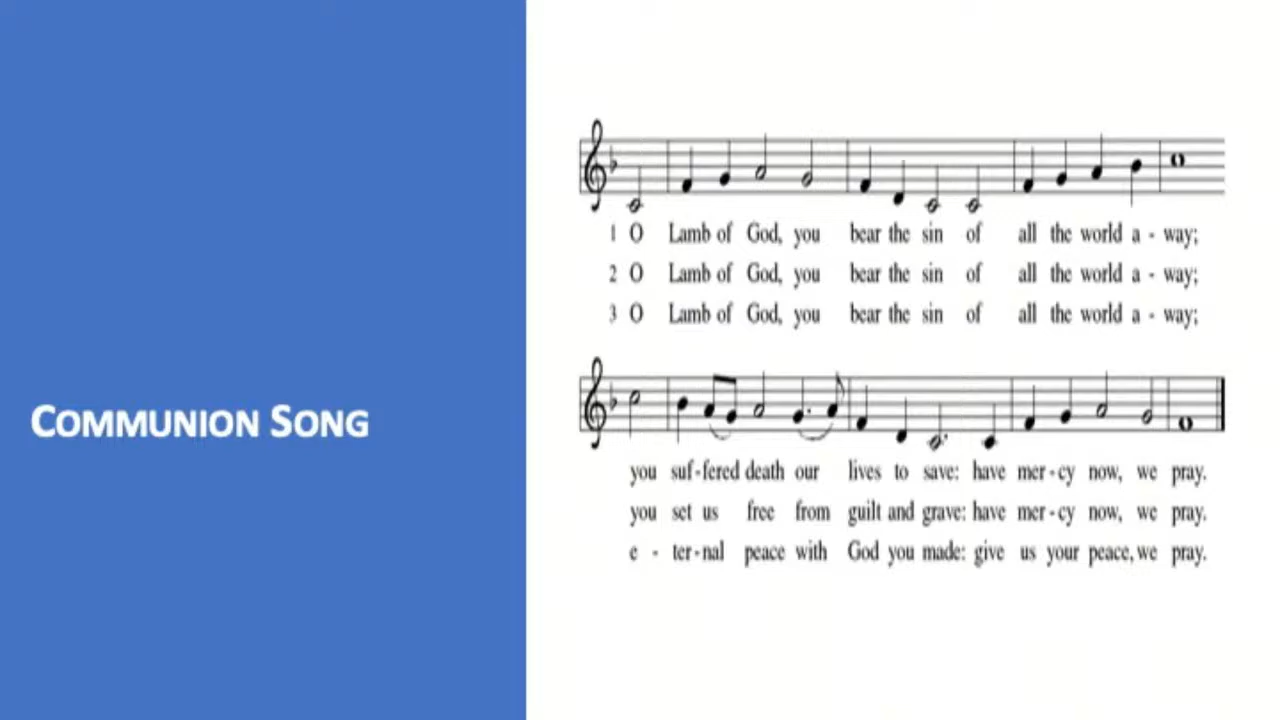 COMMUNION SONG
1 O Lamb of God, you bear the sin of all the world a - way;
2 O Lamb of God, you bear the sin of all the world a - way;
3 O Lamb of God, you bear the sin of all the world a - way;
you suf-fered death our lives to save: have mer-cy now, we pray.
you set us free from guilt and grave: have mer-cy now, we pray.
e - ter-nal peace with God you made: give us your peace, we pray.